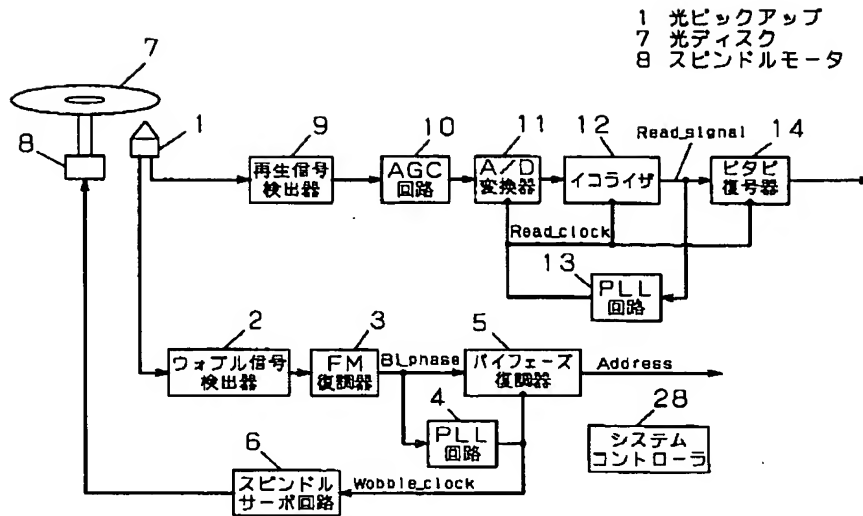 1 光ピックアップ
7 光ディスク
8 スピンドルモータ
7
8
1
9
10
11
12
Read_signal
14
再生信号
検出器
AGC
回路
A/D
変換器
イコライザ
ビタビ
復号器
Read_clock
13
PLL
回路
2
3
5
ウォブル信号
検出器
FM
復調器
Bi_phase
バイフェーズ
復調器
Address
4
PLL
回路
28
システム
コントローラ
6
スピンドル
サーボ回路
Wobble_clock